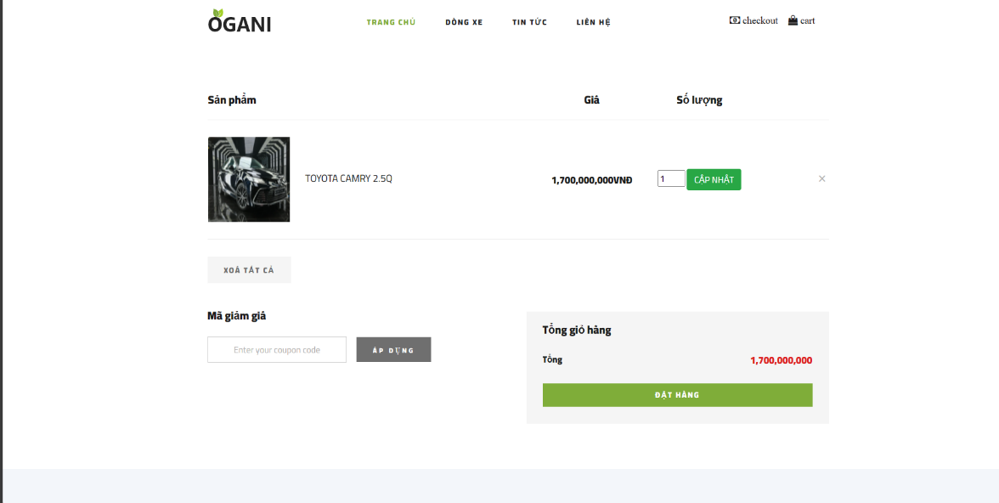 OGANI
TRANG CHỦ DÒNG XE TIN TỨC LIÊN HỆ
checkout cart
Sản phẩm Giá Số lượng
TOYOTA CAMRY 2.5Q 1,700,000,000VNĐ 1 CẬP NHẬT
XOÁ TẤT CẢ
Mã giảm giá
Enter your coupon code ÁP DỤNG
Tổng giỏ hàng
Tổng 1,700,000,000
ĐẶT HÀNG